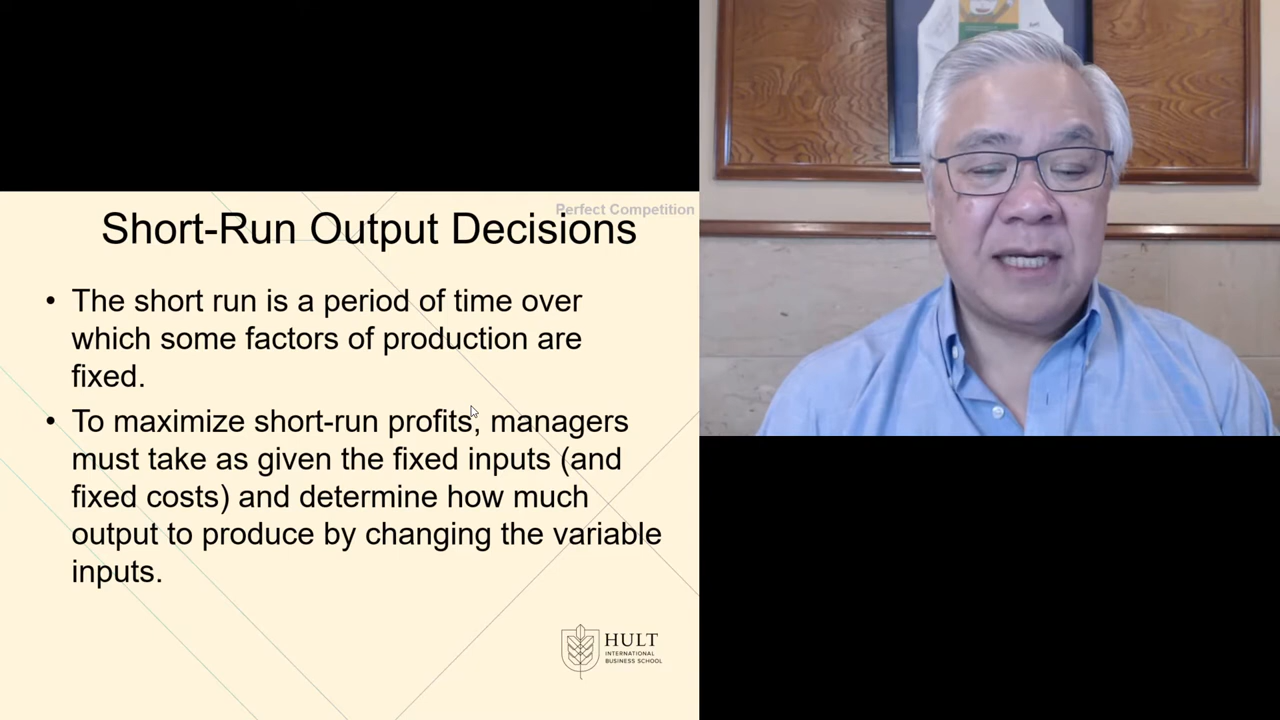 Perfect Competition
Short-Run Output Decisions
• The short run is a period of time over
which some factors of production are
fixed.
• To maximize short-run profits, managers
must take as given the fixed inputs (and
fixed costs) and determine how much
output to produce by changing the variable
inputs.
HULT
INTERNATIONAL
BUSINESS SCHOOL